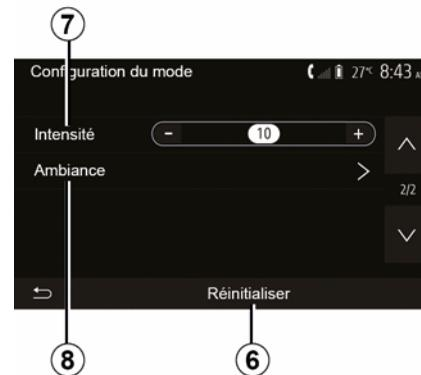 7
Configuration du mode 27°C 8:43
Intensité - 10 +
Ambiance >
2/2
Réinitialiser
8 6